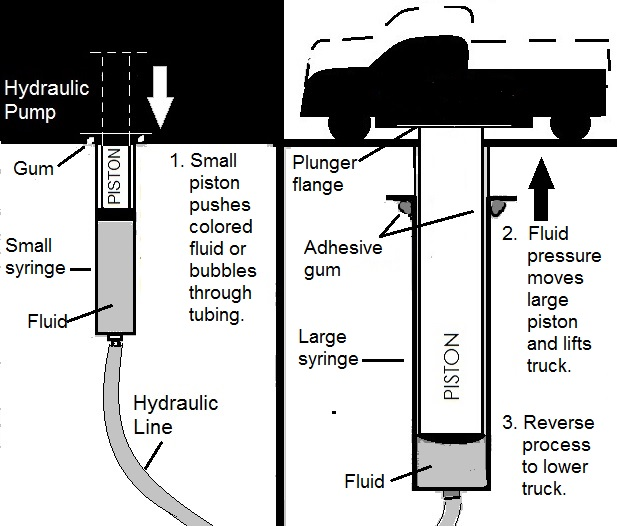 Hydraulic
Pump
Gum
PISTON
1. Small
piston
pushes
colored
fluid or
bubbles
through
tubing.
Small
syringe
Fluid
Hydraulic
Line
Plunger
flange
Adhesive
gum
2. Fluid
pressure
moves
large
piston
and lifts
truck.
Large
syringe
PISTON
3. Reverse
process
to lower
truck.
Fluid